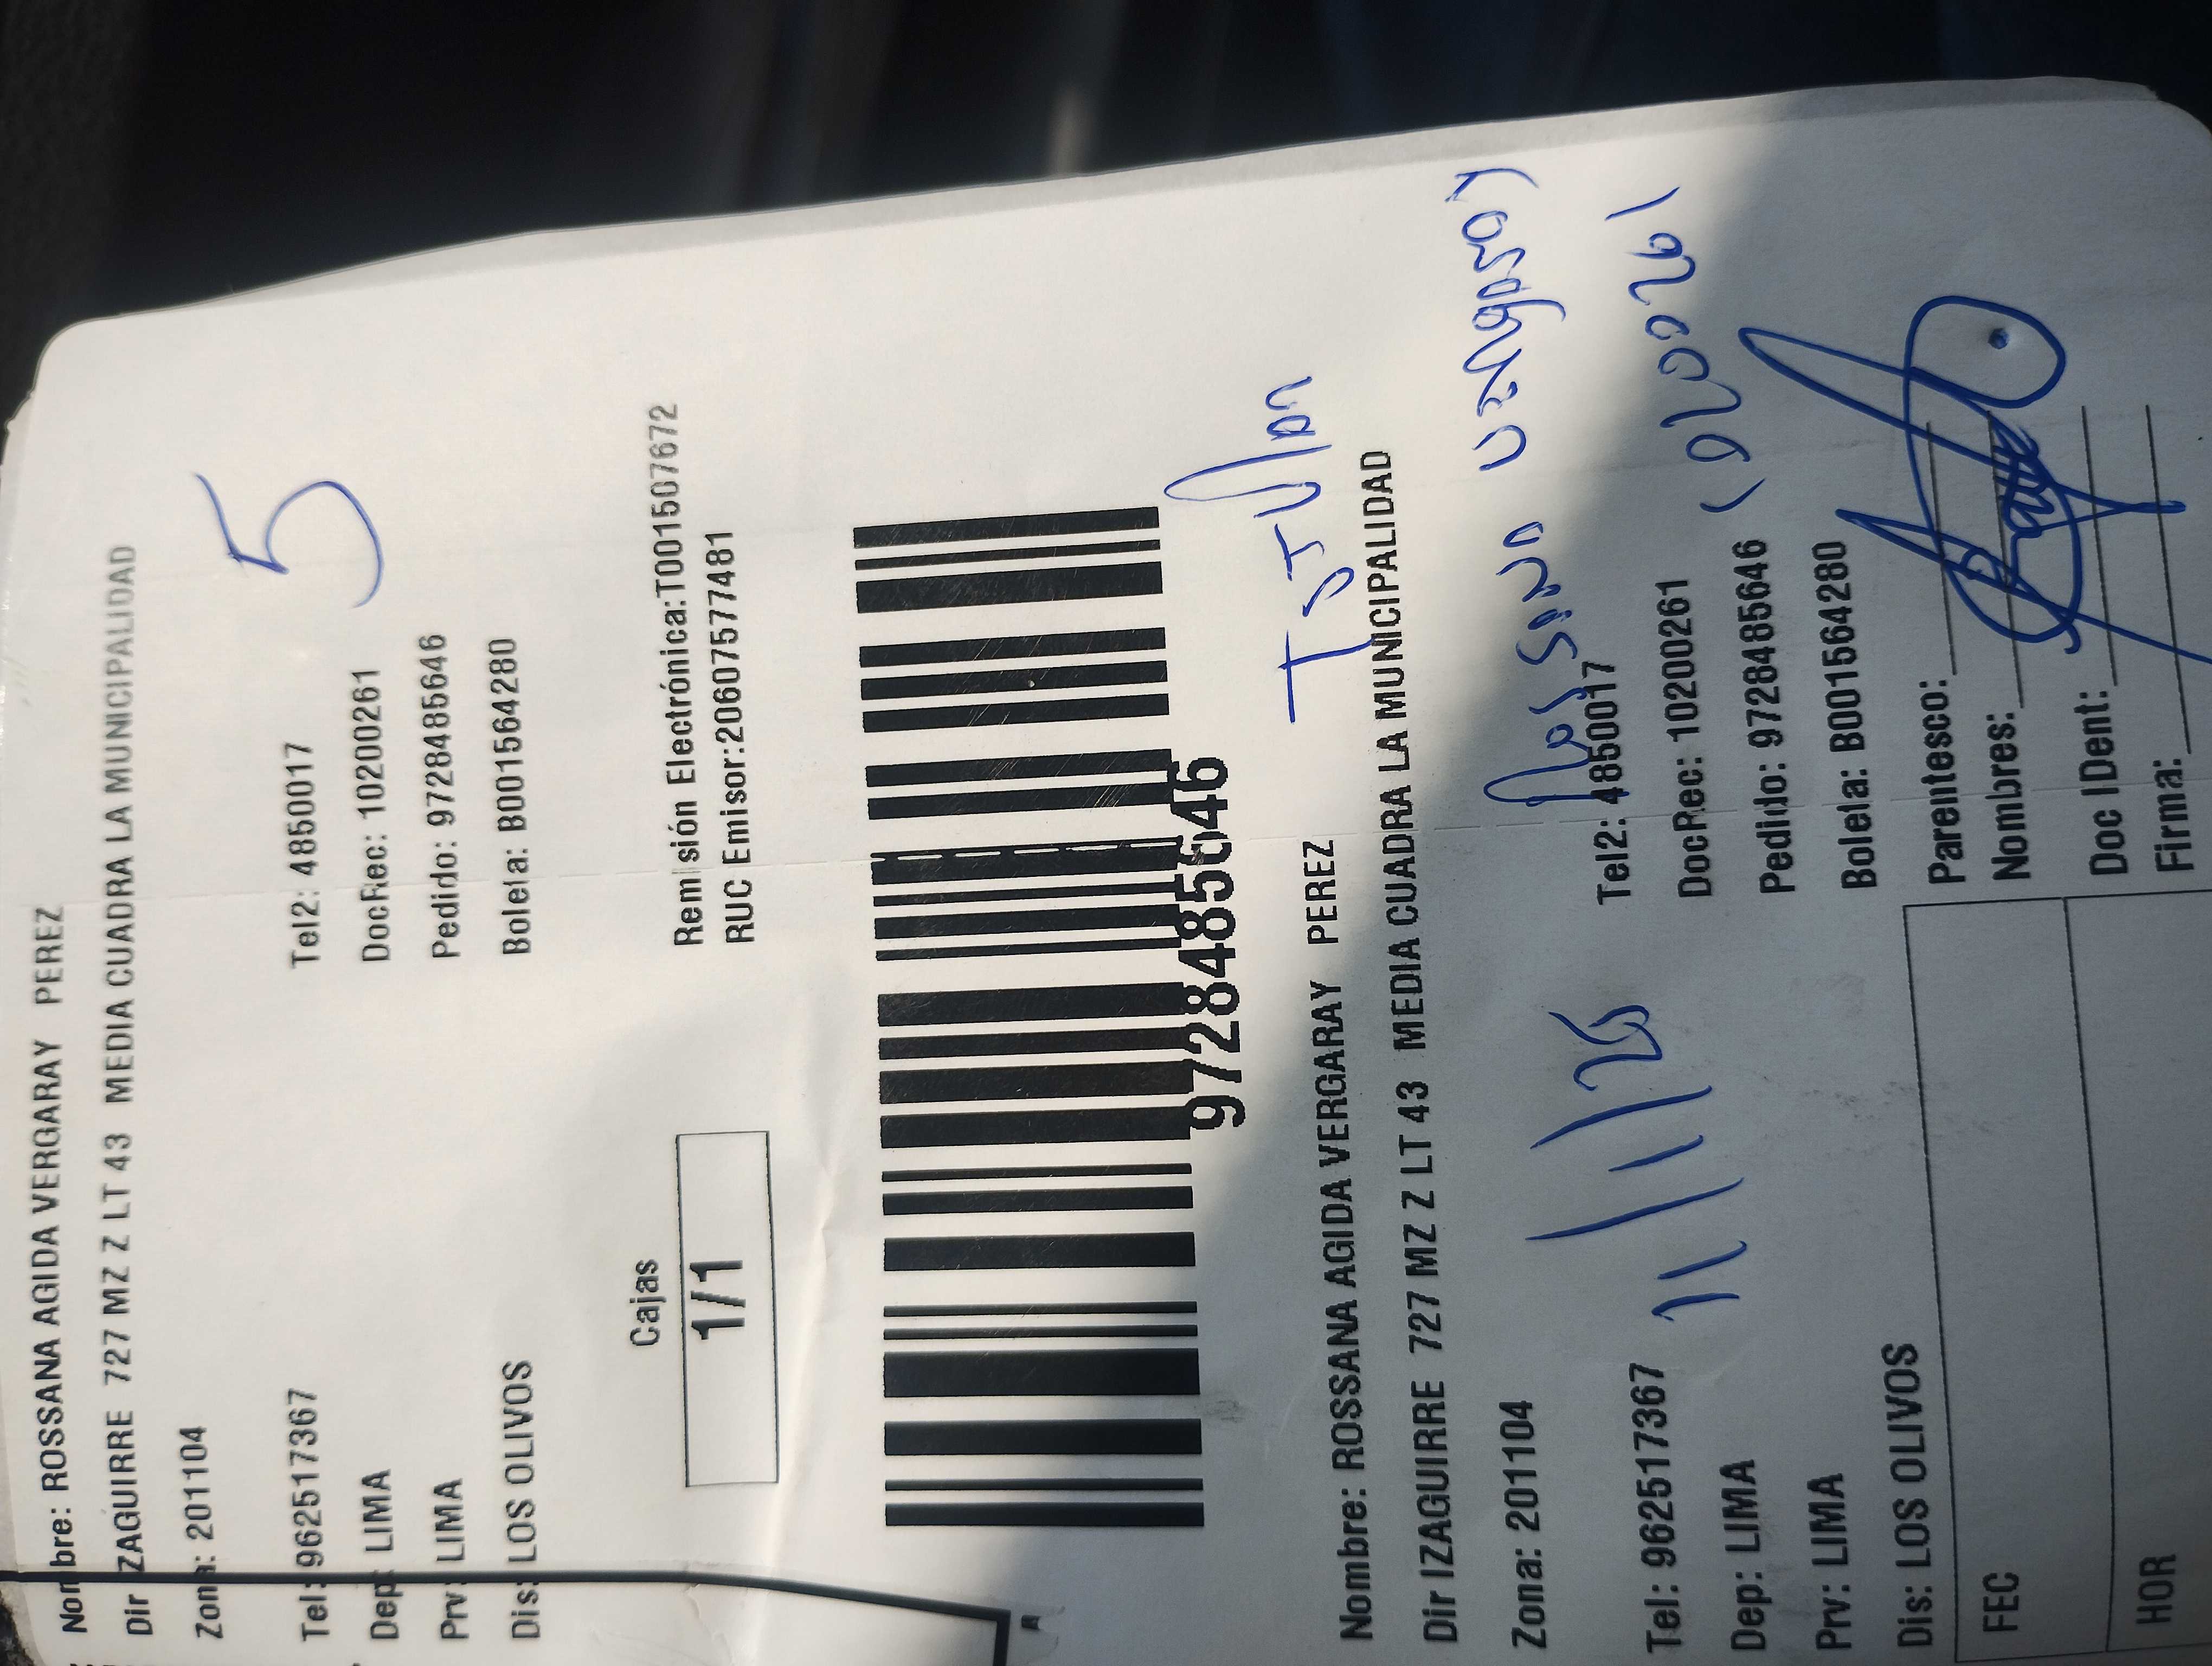 Nombre: ROSSANA AGIDA VERGARAY PEREZ
Dir ZAGUIRRE 727 MZ Z LT 43 MEDIA CUADRA LA MUNICIPALIDAD
Zona: 201104
5
Tel: 962517367 Tel2: 4850017
Dep: LIMA DocRec: 10200261
Prv: LIMA Pedido: 9728485646
Dis: LOS OLIVOS Boleta: B001564280
Cajas
1/1
Remisión Electrónica:T001507672
RUC Emisor:20607577481
9728485646
Nombre: ROSSANA AGIDA VERGARAY PEREZ
Dir IZAGUIRRE 727 MZ Z LT 43 MEDIA CUADRA LA MUNICIPALIDAD
Zona: 201104
Rossana Vergaray
11/11/25
Tel: 962517367 Tel2: 4850017
10200261
Dep: LIMA DocRec: 10200261
Prv: LIMA Pedido: 9728485646
Dis: LOS OLIVOS Boleta: B001564280
FEC Parentesco:
Nombres:
HOR Doc IDent:
Firma: